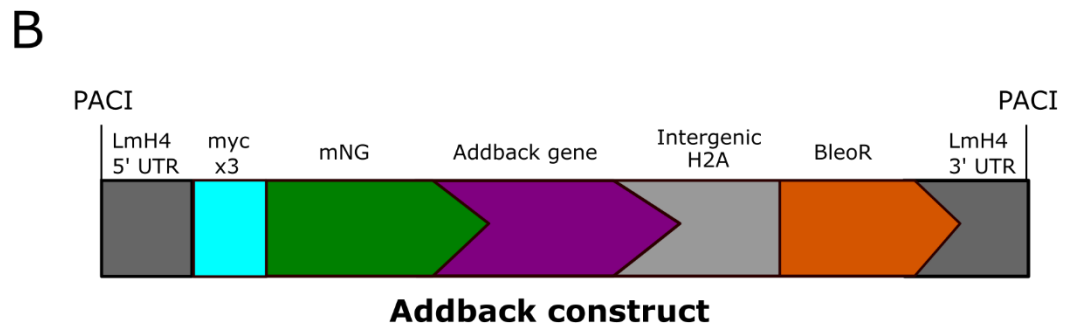 B
PACI
PACI
LmH4
5' UTR
myc
x3
mNG
Addback gene
Intergenic
H2A
BleoR
LmH4
3' UTR
Addback construct